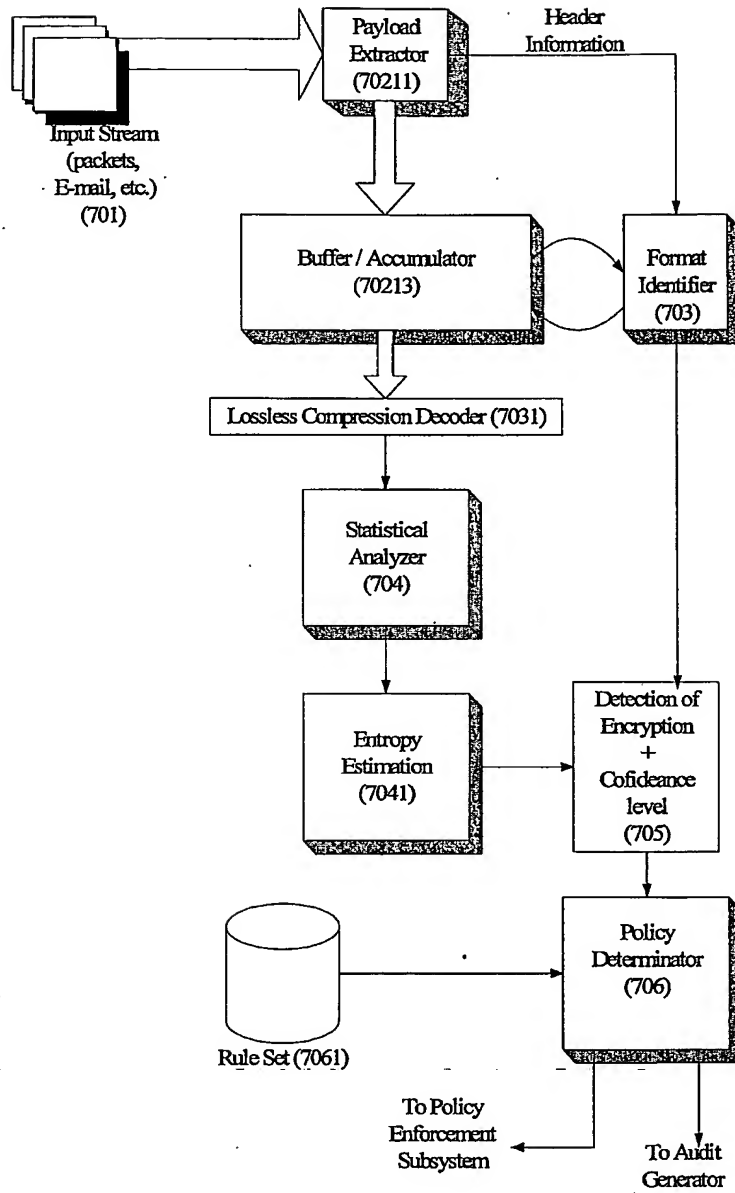 Payload
Extractor
(70211)
Header
Information
Input Stream
(packets,
E-mail, etc.)
(701)
Buffer / Accumulator
(70213)
Format
Identifier
(703)
Lossless Compression Decoder (7031)
Statistical
Analyzer
(704)
Entropy
Estimation
(7041)
Detection of
Encryption
+
Cofideance
level
(705)
Policy
Determinator
(706)
Rule Set (7061)
To Policy
Enforcement
Subsystem
To Audit
Generator